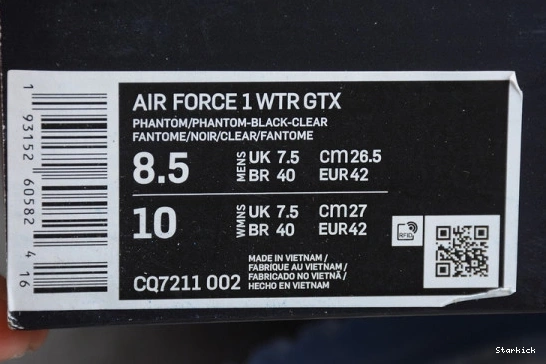 AIR FORCE 1 WTR GTX
PHANTOM/PHANTOM-BLACK-CLEAR
FANTOME/NOIR/CLEAR/FANTOME
8.5 MENS UK 7.5 cm 26.5
BR 40 EUR 42
10 WMNS UK 7.5 cm 27
BR 40 EUR 42
RFID
CQ7211 002
MADE IN VIETNAM /
FABRIQUE AU VIETNAM /
FABRICADO NO VIETNÃ /
HECHO EN VIETNAM
1 93152 60582 4 16
Starkick